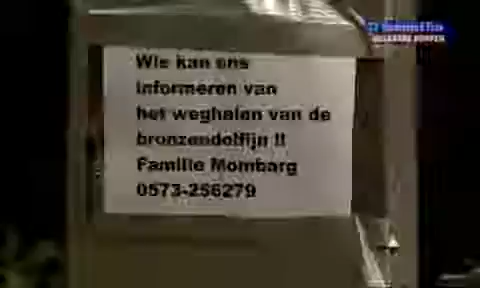 Wie kan ons
informeren van
het weghalen van de
bronzendolfijn !!
Familie Mombarg
0573-256279